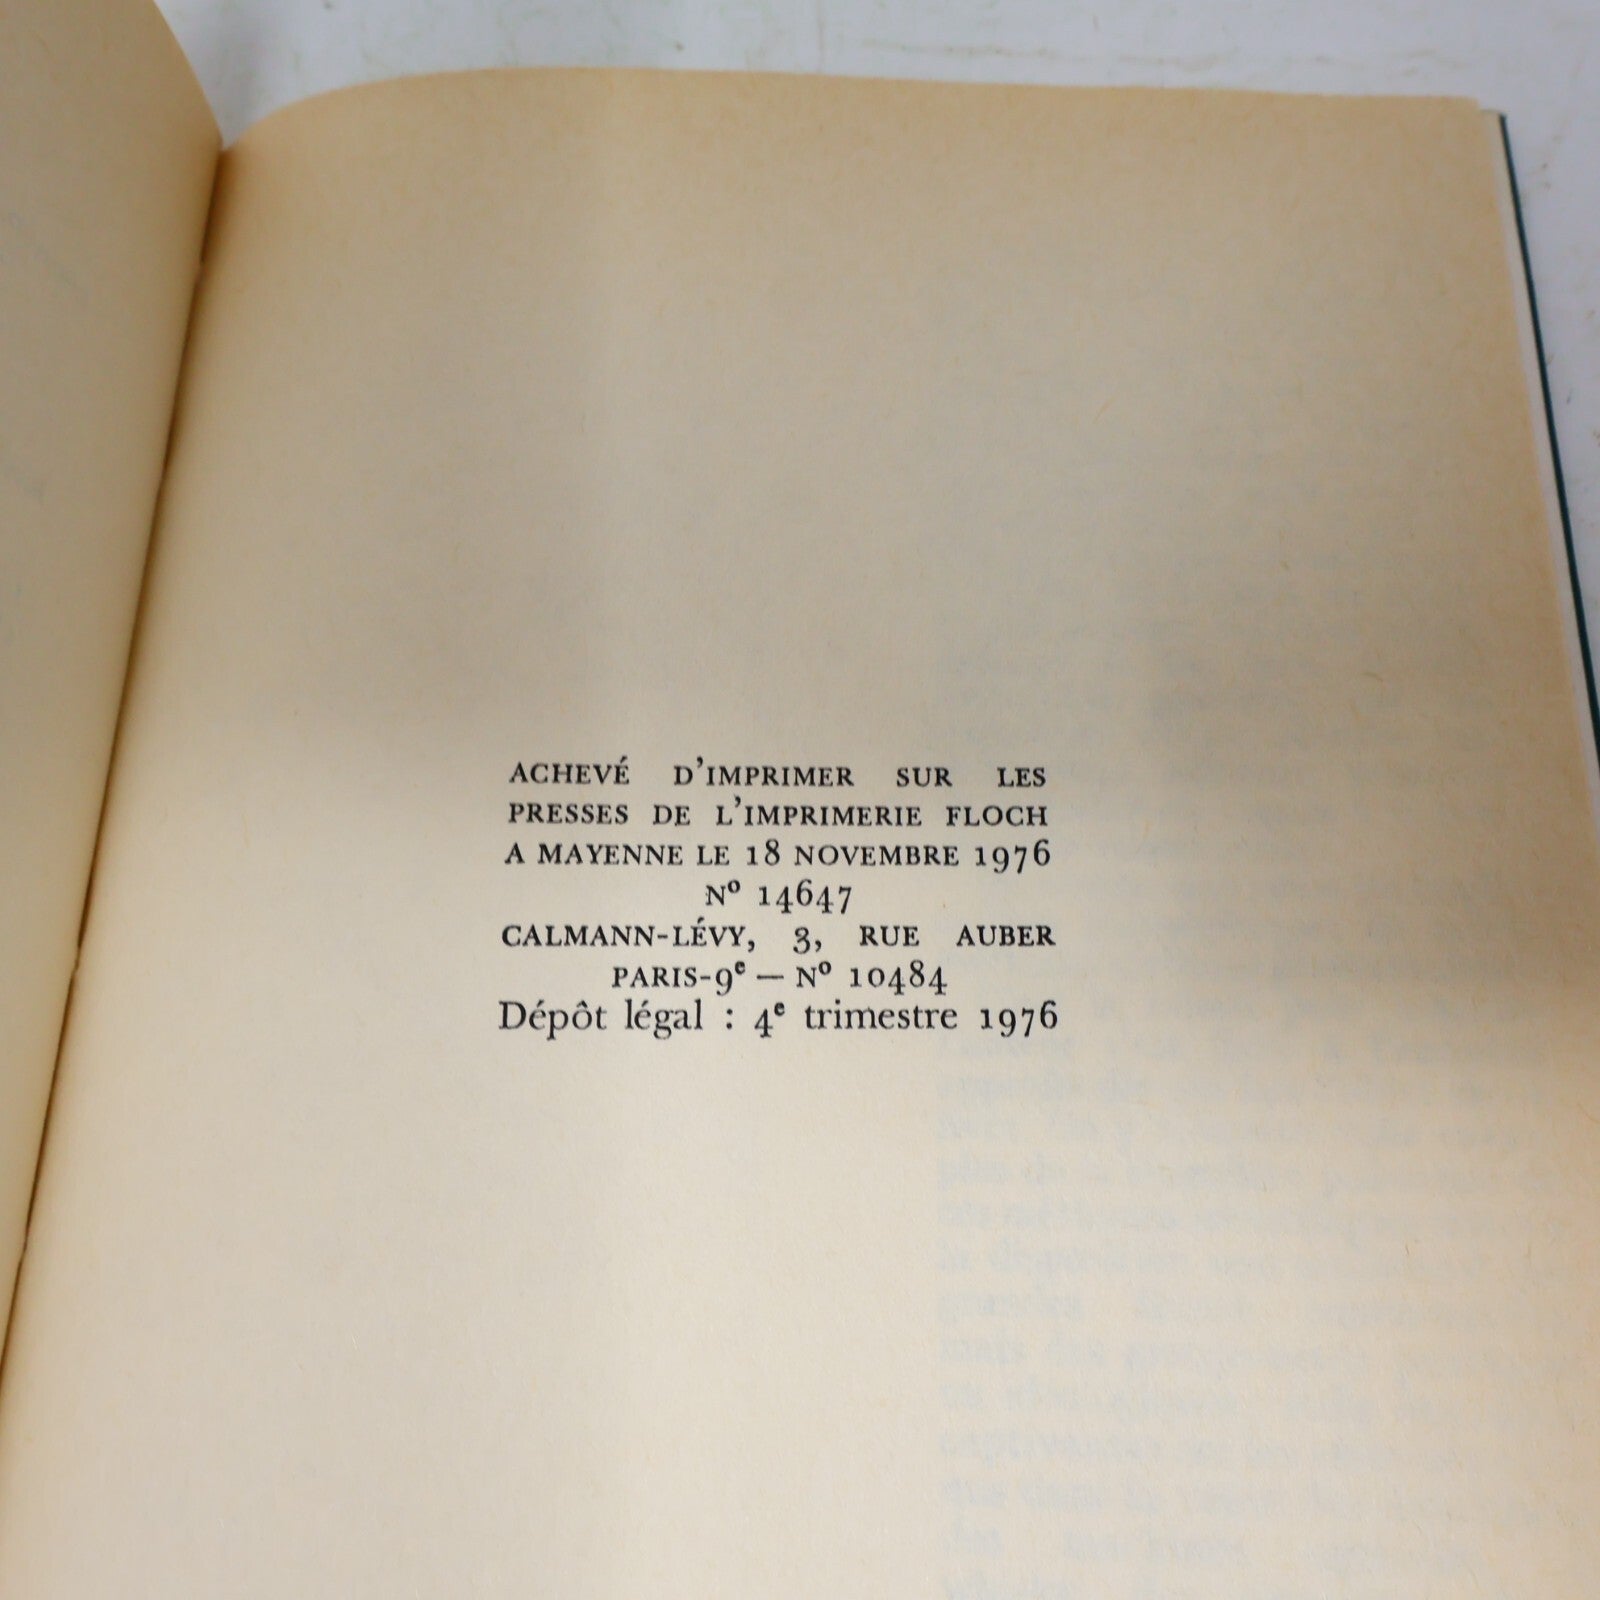 ACHEVÉ D'IMPRIMER SUR LES
PRESSES DE L'IMPRIMERIE FLOCH
A MAYENNE LE 18 NOVEMBRE 1976
Nº 14647
CALMANN-LÉVY, 3, RUE AUBER
PARIS-9ᵉ — Nº 10484
Dépôt légal : 4ᵉ trimestre 1976